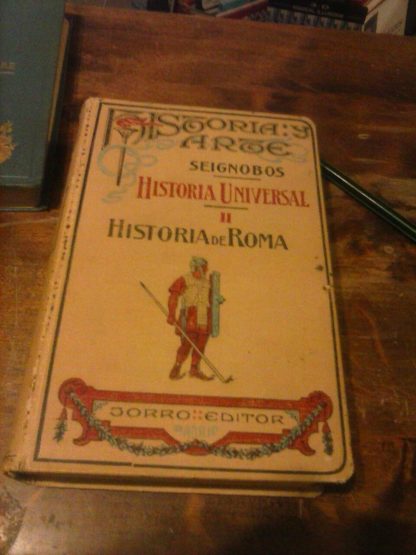 HISTORIA Y
ARTE
SEIGNOBOS
HISTORIA UNIVERSAL
II
HISTORIA DE ROMA
JORRO EDITOR
MADRID